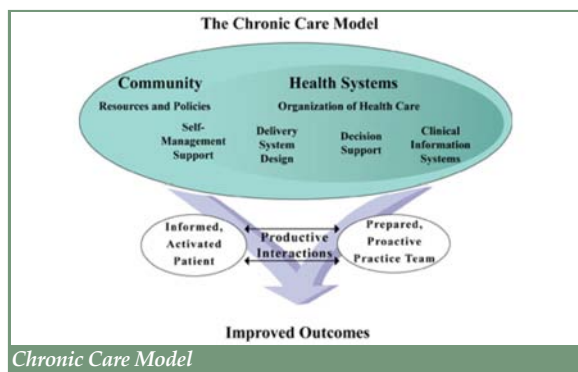 The Chronic Care Model
Community
Resources and Policies
Health Systems
Organization of Health Care
Self-
Management
Support
Delivery
System
Design
Decision
Support
Clinical
Information
Systems
Informed,
Activated
Patient
Productive
Interactions
Prepared,
Proactive
Practice Team
Improved Outcomes
Chronic Care Model